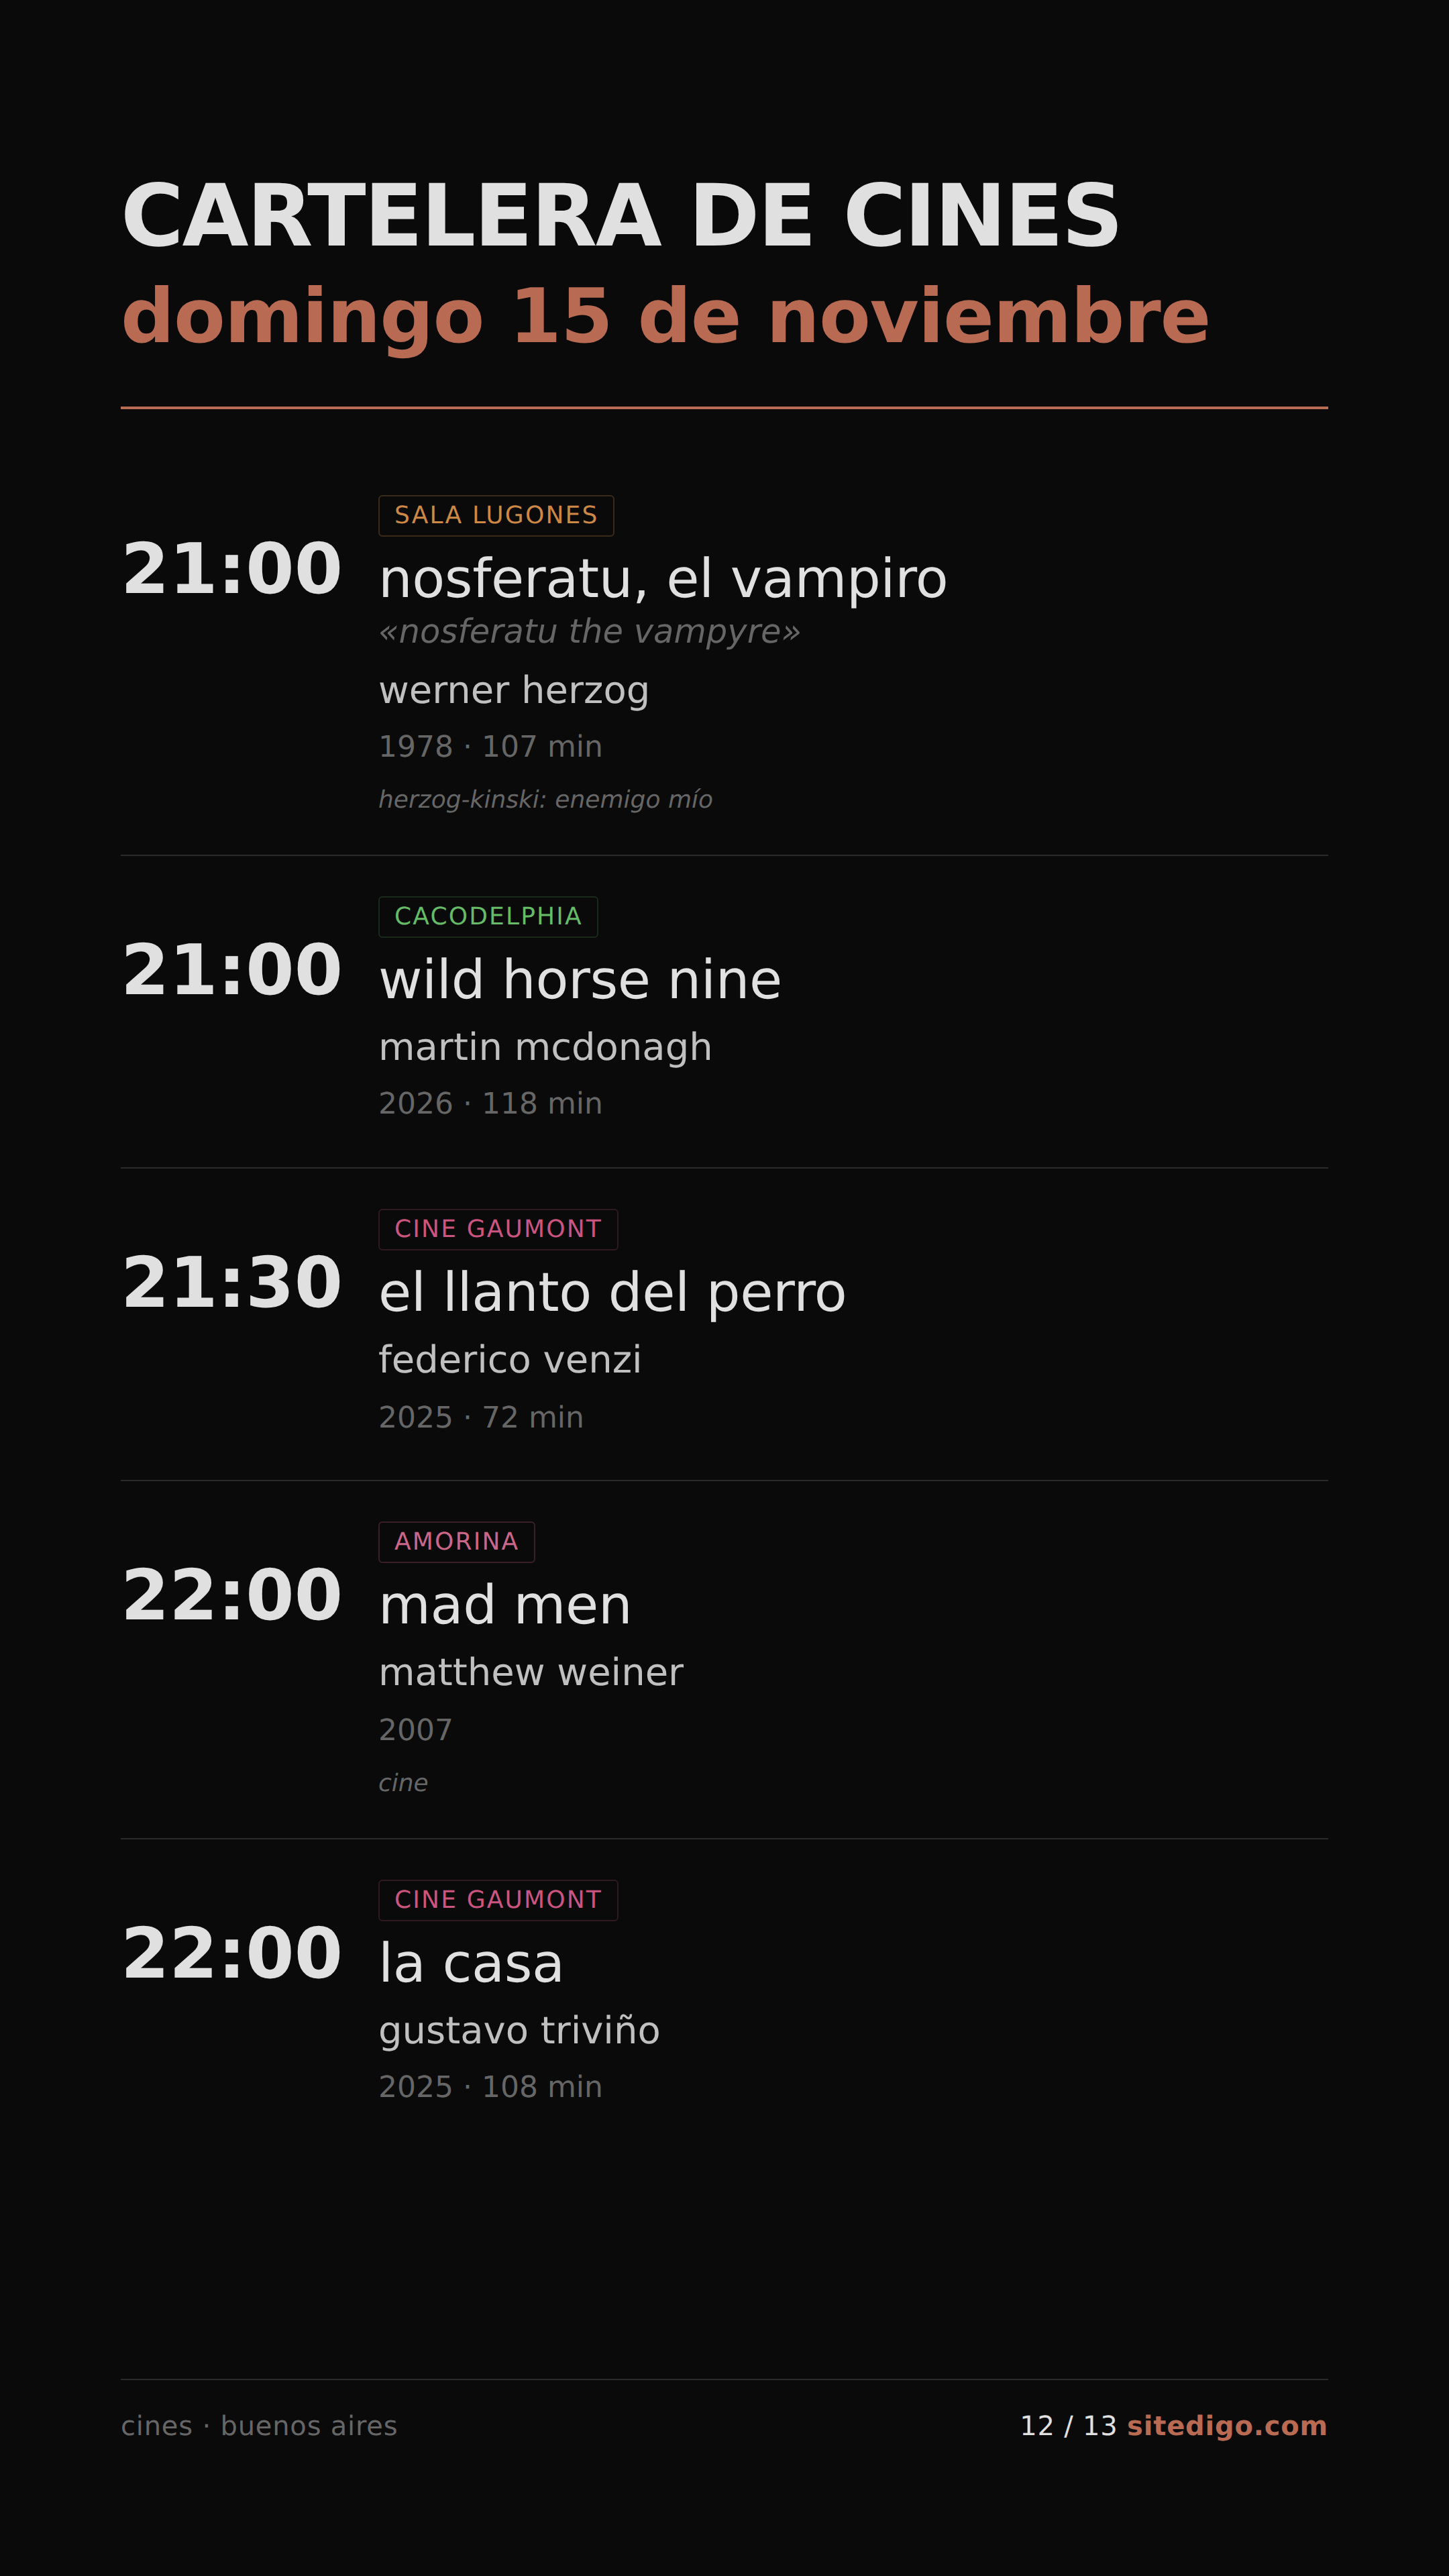 CARTELERA DE CINES
domingo 15 de noviembre
SALA LUGONES
21:00
nosferatu, el vampiro
«nosferatu the vampyre»
werner herzog
1978 · 107 min
herzog-kinski: enemigo mío
CACODELPHIA
21:00
wild horse nine
martin mcdonagh
2026 · 118 min
CINE GAUMONT
21:30
el llanto del perro
federico venzi
2025 · 72 min
AMORINA
22:00
mad men
matthew weiner
2007
cine
CINE GAUMONT
22:00
la casa
gustavo triviño
2025 · 108 min
cines · buenos aires
12 / 13 sitedigo.com